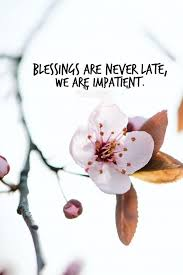 BLESSINGS ARE NEVER LATE,
WE ARE IMPATIENT.